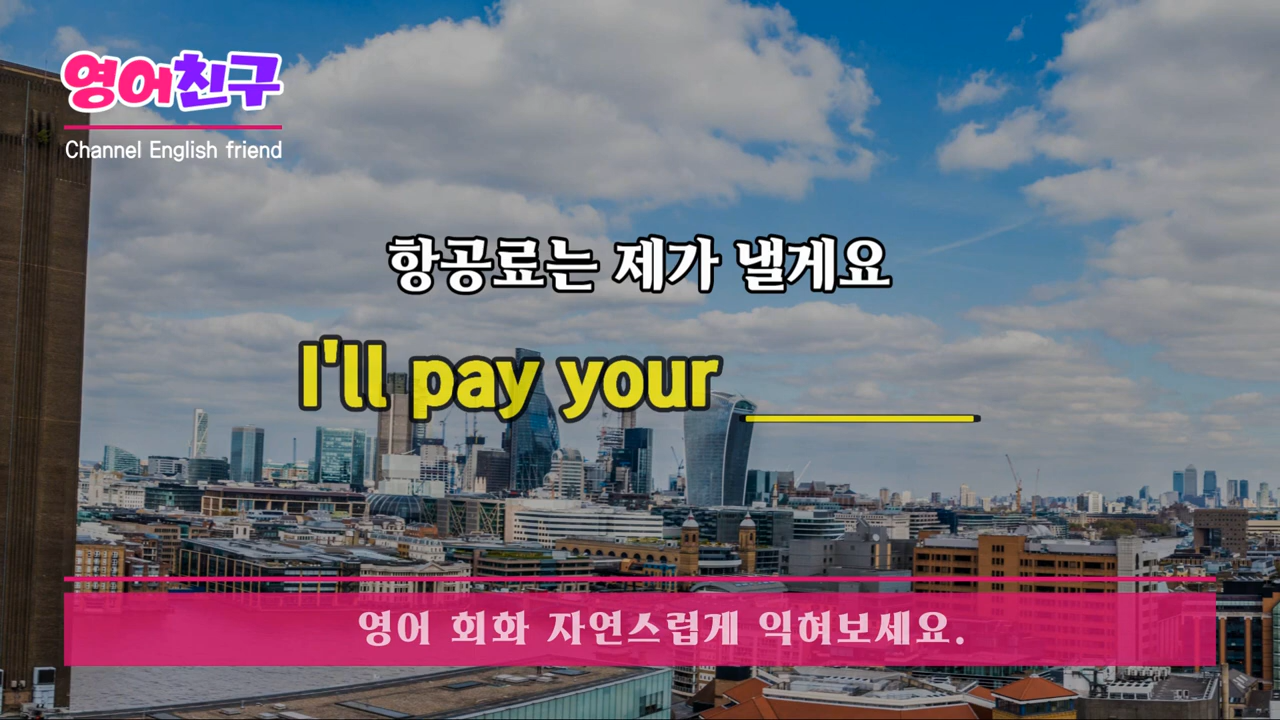 영어친구
Channel English friend
항공료는 제가 낼게요
I'll pay your ______
영어 회화 자연스럽게 익혀보세요.